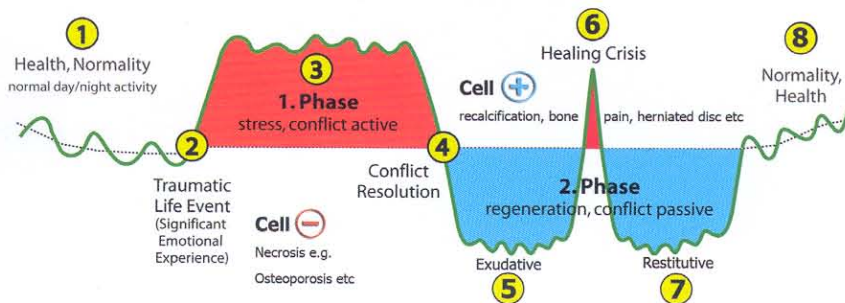 1
Health, Normality
normal day/night activity
2
Traumatic
Life Event
(Significant
Emotional
Experience)
3
1. Phase
stress, conflict active
Cell −
Necrosis e.g.
Osteoporosis etc
4
Conflict
Resolution
Cell +
recalcification, bone
5
Exudative
6
Healing Crisis
pain, herniated disc etc
2. Phase
regeneration, conflict passive
7
Restitutive
8
Normality,
Health